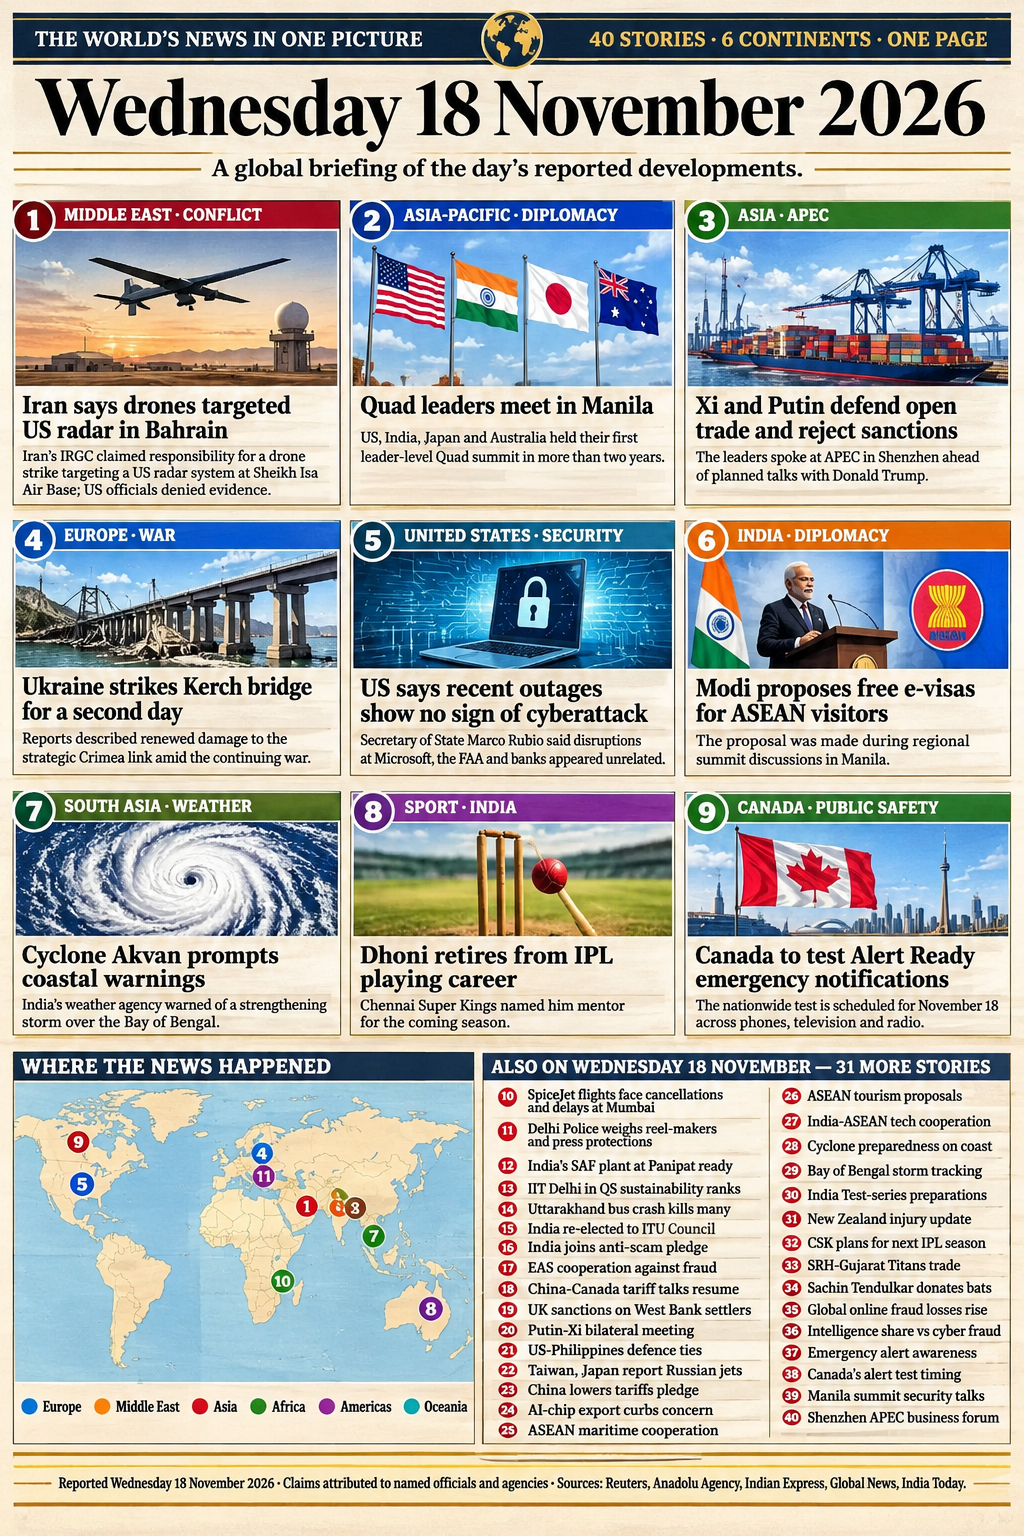 THE WORLD'S NEWS IN ONE PICTURE
40 STORIES · 6 CONTINENTS · ONE PAGE
Wednesday 18 November 2026
A global briefing of the day's reported developments.
1 MIDDLE EAST · CONFLICT
Iran says drones targeted
US radar in Bahrain
Iran's IRGC claimed responsibility for a drone
strike targeting a US radar system at Sheikh Isa
Air Base; US officials denied evidence.
2 ASIA-PACIFIC · DIPLOMACY
Quad leaders meet in Manila
US, India, Japan and Australia held their first
leader-level Quad summit in more than two years.
3 ASIA · APEC
Xi and Putin defend open
trade and reject sanctions
The leaders spoke at APEC in Shenzhen ahead
of planned talks with Donald Trump.
4 EUROPE · WAR
Ukraine strikes Kerch bridge
for a second day
Reports described renewed damage to the
strategic Crimea link amid the continuing war.
5 UNITED STATES · SECURITY
US says recent outages
show no sign of cyberattack
Secretary of State Marco Rubio said disruptions
at Microsoft, the FAA and banks appeared unrelated.
6 INDIA · DIPLOMACY
ASEAN
Modi proposes free e-visas
for ASEAN visitors
The proposal was made during regional
summit discussions in Manila.
7 SOUTH ASIA · WEATHER
Cyclone Akvan prompts
coastal warnings
India's weather agency warned of a strengthening
storm over the Bay of Bengal.
8 SPORT · INDIA
Dhoni retires from IPL
playing career
Chennai Super Kings named him mentor
for the coming season.
9 CANADA · PUBLIC SAFETY
Canada to test Alert Ready
emergency notifications
The nationwide test is scheduled for November 18
across phones, television and radio.
WHERE THE NEWS HAPPENED
9
4
11
5
1
6
3
7
10
8
Europe
Middle East
Asia
Africa
Americas
Oceania
ALSO ON WEDNESDAY 18 NOVEMBER — 31 MORE STORIES
10 SpiceJet flights face cancellations
and delays at Mumbai
11 Delhi Police weighs reel-makers
and press protections
12 India's SAF plant at Panipat ready
13 IIT Delhi in QS sustainability ranks
14 Uttarakhand bus crash kills many
15 India re-elected to ITU Council
16 India joins anti-scam pledge
17 EAS cooperation against fraud
18 China-Canada tariff talks resume
19 UK sanctions on West Bank settlers
20 Putin-Xi bilateral meeting
21 US-Philippines defence ties
22 Taiwan, Japan report Russian jets
23 China lowers tariffs pledge
24 AI-chip export curbs concern
25 ASEAN maritime cooperation
26 ASEAN tourism proposals
27 India-ASEAN tech cooperation
28 Cyclone preparedness on coast
29 Bay of Bengal storm tracking
30 India Test-series preparations
31 New Zealand injury update
32 CSK plans for next IPL season
33 SRH-Gujarat Titans trade
34 Sachin Tendulkar donates bats
35 Global online fraud losses rise
36 Intelligence share vs cyber fraud
37 Emergency alert awareness
38 Canada's alert test timing
39 Manila summit security talks
40 Shenzhen APEC business forum
Reported Wednesday 18 November 2026 · Claims attributed to named officials and agencies · Sources: Reuters, Anadolu Agency, Indian Express, Global News, India Today.